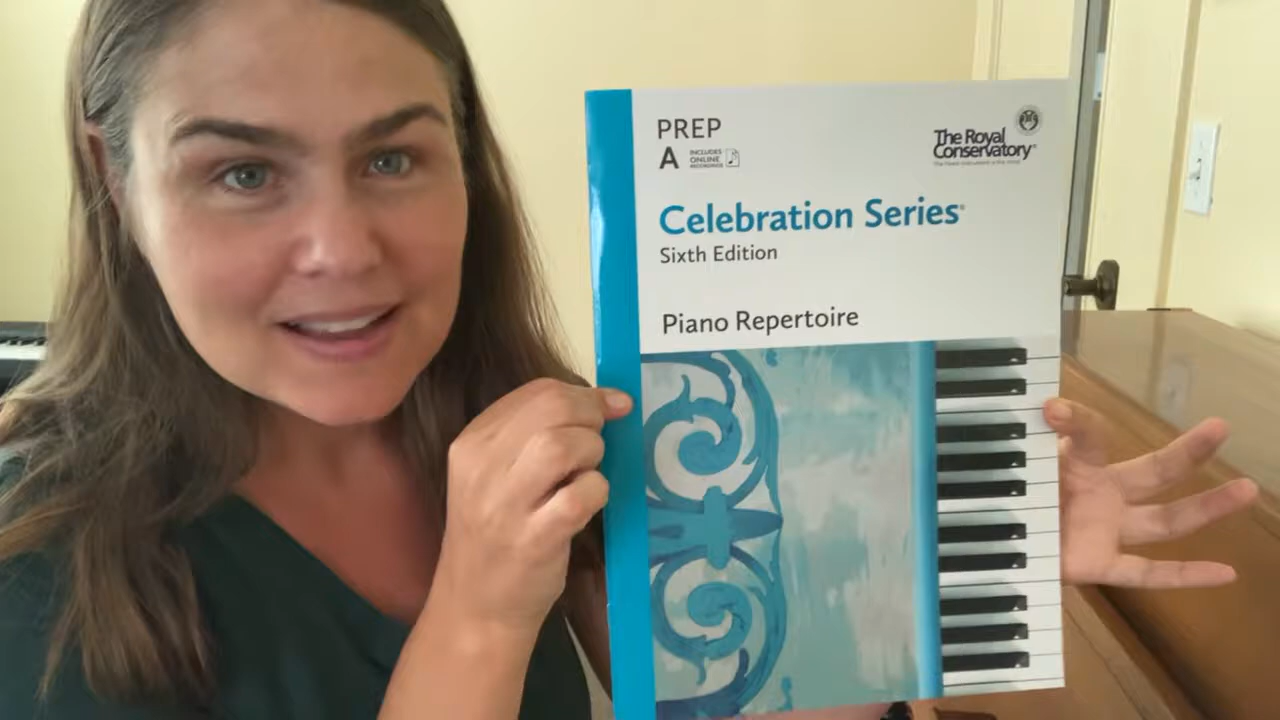 PREP
A
INCLUDES
ONLINE
RECORDINGS
The Royal
Conservatory®
The finest instrument is the mind.
Celebration Series®
Sixth Edition
Piano Repertoire